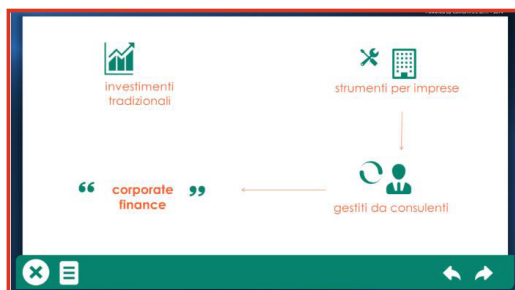 investimenti
tradizionali
strumenti per imprese
“ corporate
finance ”
gestiti da consulenti